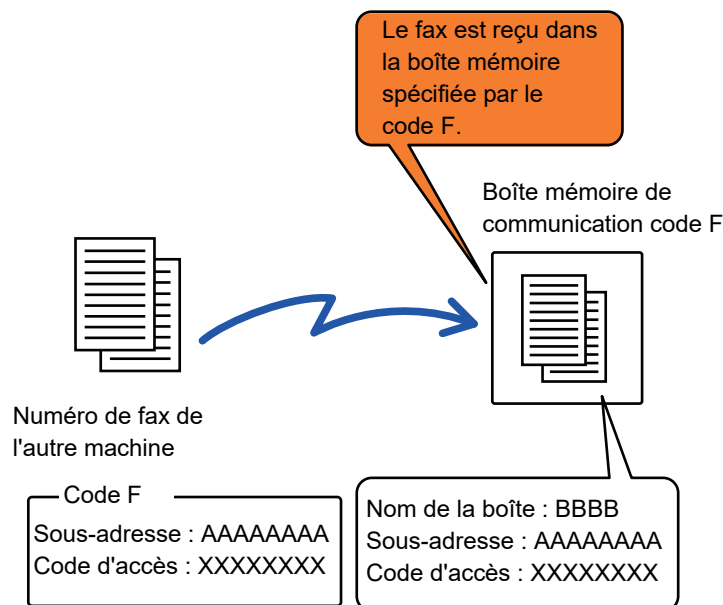 Le fax est reçu dans
la boîte mémoire
spécifiée par le
code F.
Boîte mémoire de
communication code F
Numéro de fax de
l'autre machine
Code F
Sous-adresse : AAAAAAAA
Code d'accès : XXXXXXXX
Nom de la boîte : BBBB
Sous-adresse : AAAAAAAA
Code d'accès : XXXXXXXX